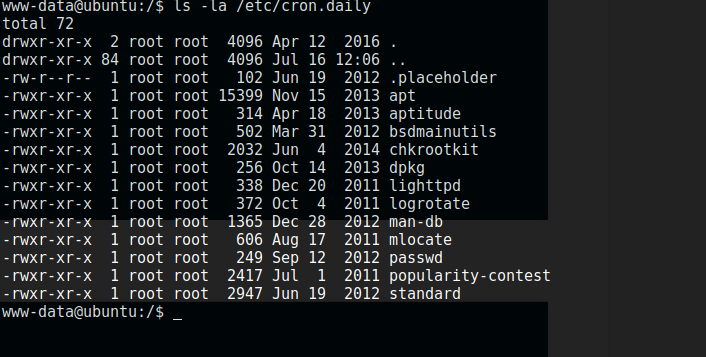 www-data@ubuntu:/$ ls -la /etc/cron.daily
total 72
drwxr-xr-x  2 root root  4096 Apr 12  2016 .
drwxr-xr-x 84 root root  4096 Jul 16 12:06 ..
-rw-r--r--  1 root root   102 Jun 19  2012 .placeholder
-rwxr-xr-x  1 root root 15399 Nov 15  2013 apt
-rwxr-xr-x  1 root root   314 Apr 18  2013 aptitude
-rwxr-xr-x  1 root root   502 Mar 31  2012 bsdmainutils
-rwxr-xr-x  1 root root  2032 Jun  4  2014 chkrootkit
-rwxr-xr-x  1 root root   256 Oct 14  2013 dpkg
-rwxr-xr-x  1 root root   338 Dec 20  2011 lighttpd
-rwxr-xr-x  1 root root   372 Oct  4  2011 logrotate
-rwxr-xr-x  1 root root  1365 Dec 28  2012 man-db
-rwxr-xr-x  1 root root   606 Aug 17  2011 mlocate
-rwxr-xr-x  1 root root   249 Sep 12  2012 passwd
-rwxr-xr-x  1 root root  2417 Jul  1  2011 popularity-contest
-rwxr-xr-x  1 root root  2947 Jun 19  2012 standard
www-data@ubuntu:/$ _